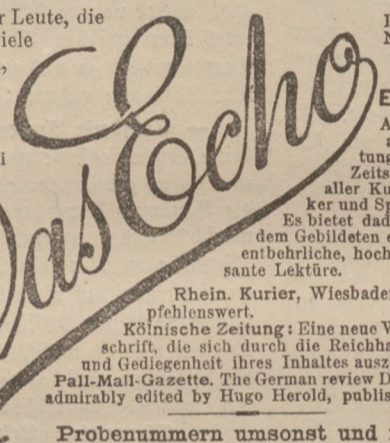 r Leute, die
iele
Das Echo
tung
Zeits
aller Ku
ker und Sp
Es bietet dad
dem Gebildeten e
entbehrliche, hoch
sante Lektüre.
Rhein. Kurier, Wiesbade
pfehlenswert.
Kölnische Zeitung: Eine neue W
schrift, die sich durch die Reichha
und Gediegenheit ihres Inhaltes ausz
Pall-Mall-Gazette. The German review D
admirably edited by Hugo Herold, publis
Probenummern umsonst und